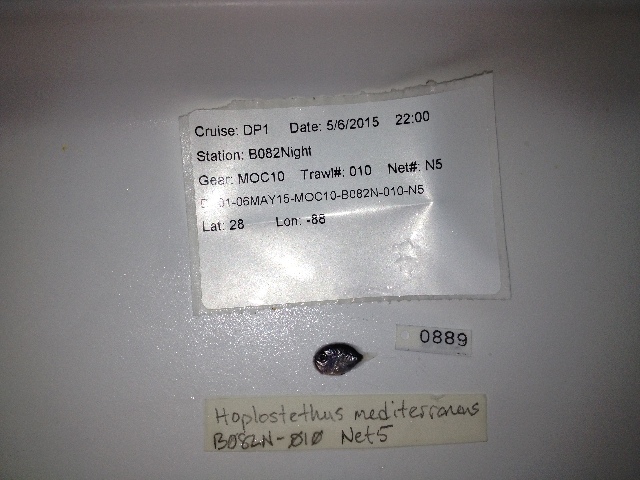 Cruise: DP1 Date: 5/6/2015 22:00
Station: B082Night
Gear: MOC10 Trawl#: 010 Net#: N5
01-06MAY15-MOC10-B082N-010-N5
Lat: 28 Lon: -88
0889
Hoplostethus mediterraneus
B082N-010 Net5